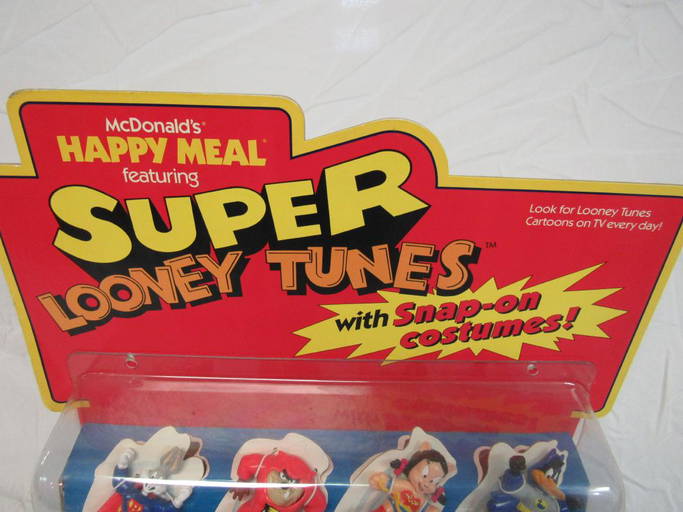 McDonald's®
HAPPY MEAL®
featuring
SUPER
LOONEY TUNES™
Look for Looney Tunes
Cartoons on TV every day!
with Snap-on
costumes!